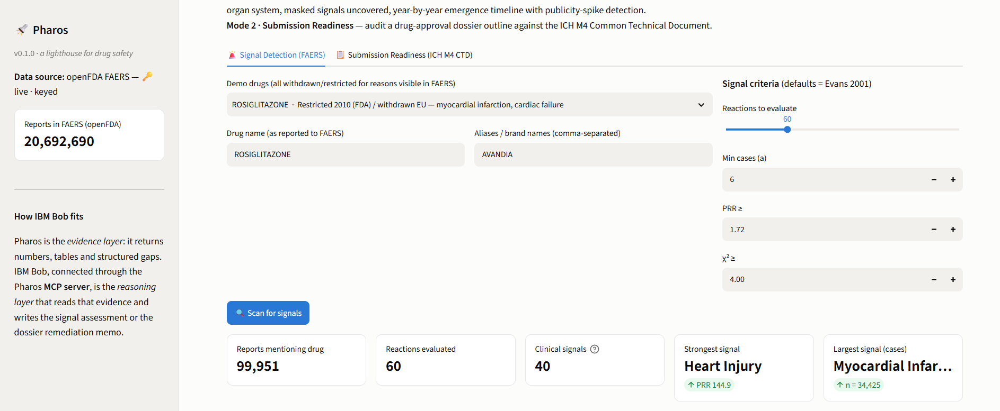 Pharos
v0.1.0 · a lighthouse for drug safety
Data source: openFDA FAERS — 🔑
live · keyed
Reports in FAERS (openFDA)
20,692,690
How IBM Bob fits
Pharos is the evidence layer: it returns
numbers, tables and structured gaps.
IBM Bob, connected through the
Pharos MCP server, is the reasoning
layer that reads that evidence and
writes the signal assessment or the
dossier remediation memo.
organ system, masked signals uncovered, year-by-year emergence timeline with publicity-spike detection.
Mode 2 · Submission Readiness — audit a drug-approval dossier outline against the ICH M4 Common Technical Document.
Signal Detection (FAERS)
Submission Readiness (ICH M4 CTD)
Demo drugs (all withdrawn/restricted for reasons visible in FAERS)
ROSIGLITAZONE · Restricted 2010 (FDA) / withdrawn EU — myocardial infarction, cardiac failure
Drug name (as reported to FAERS)
ROSIGLITAZONE
Aliases / brand names (comma-separated)
AVANDIA
Signal criteria (defaults = Evans 2001)
Reactions to evaluate
60
Min cases (a)
6
PRR ≥
1.72
χ² ≥
4.00
Scan for signals
Reports mentioning drug
99,951
Reactions evaluated
60
Clinical signals
40
Strongest signal
Heart Injury
↑ PRR 144.9
Largest signal (cases)
Myocardial Infar…
↑ n = 34,425